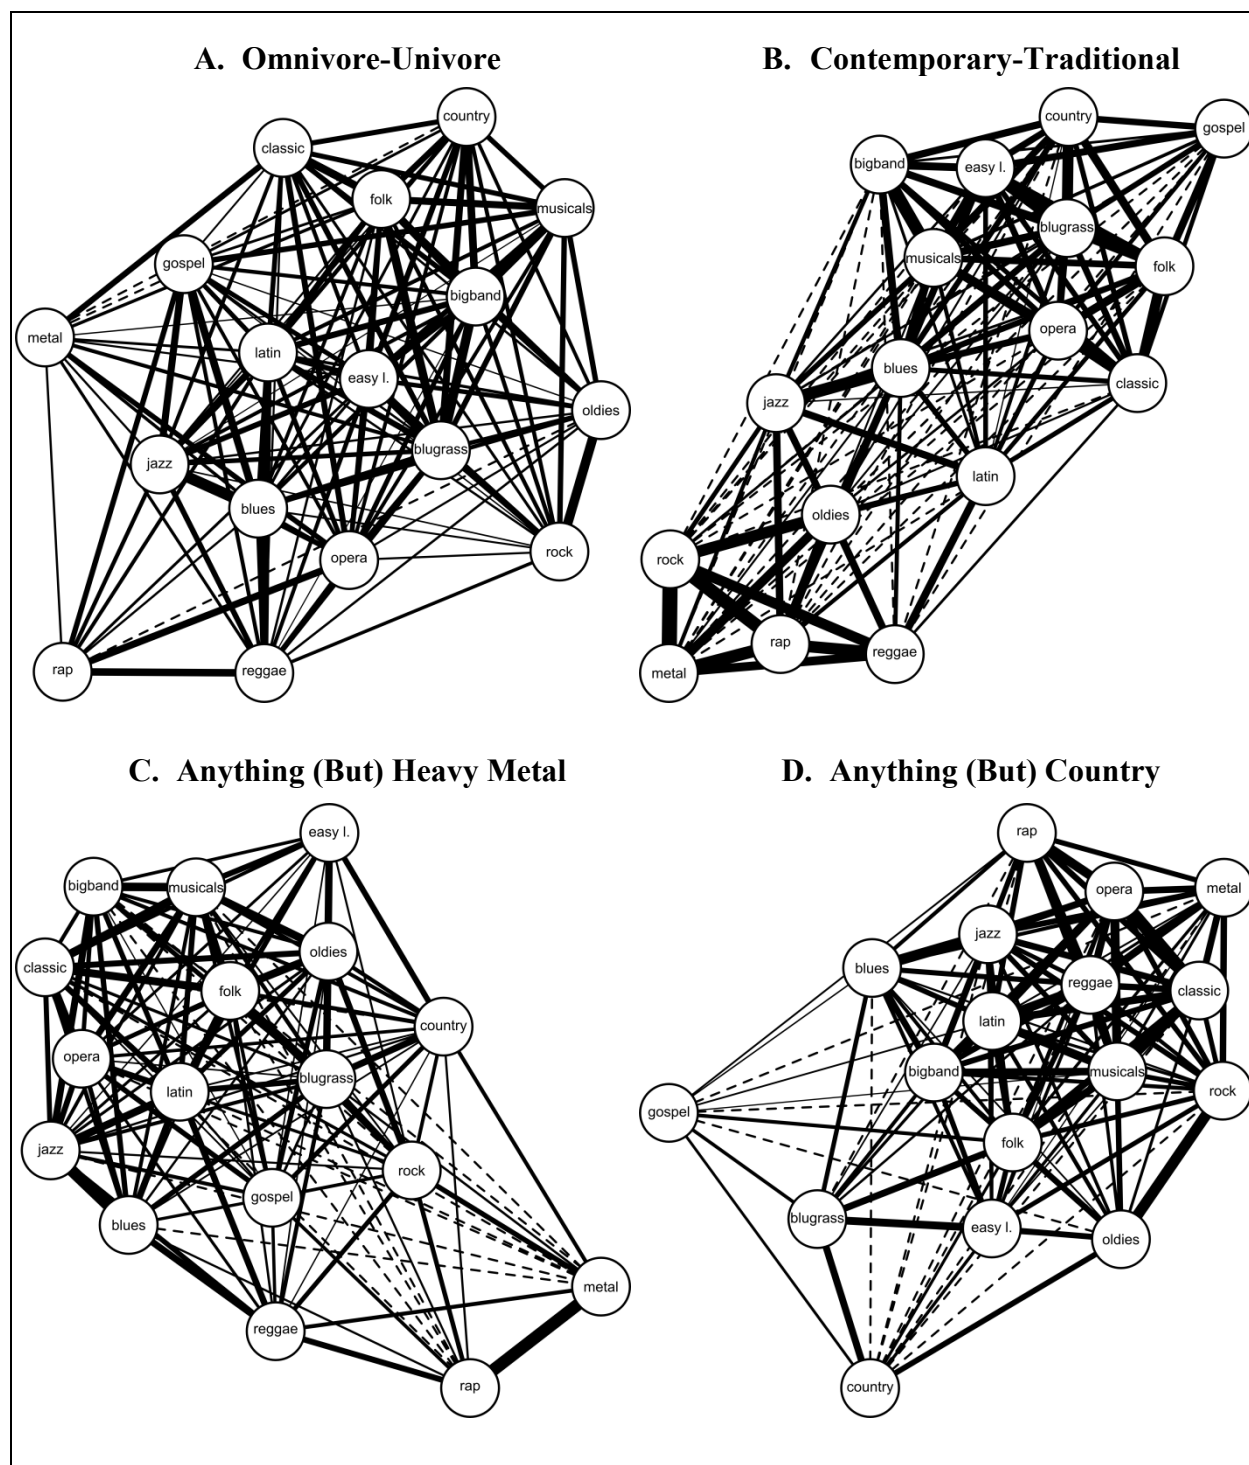 A. Omnivore-Univore
country
classic
folk
musicals
gospel
bigband
metal
latin
easy l.
oldies
blugrass
jazz
blues
opera
rock
rap
reggae
B. Contemporary-Traditional
country
gospel
bigband
easy l.
blugrass
musicals
folk
opera
blues
classic
jazz
latin
oldies
rock
rap
reggae
metal
C. Anything (But) Heavy Metal
easy l.
bigband
musicals
oldies
classic
folk
country
opera
latin
blugrass
jazz
rock
gospel
blues
metal
reggae
rap
D. Anything (But) Country
rap
opera
metal
jazz
blues
reggae
classic
latin
bigband
musicals
rock
gospel
folk
blugrass
easy l.
oldies
country